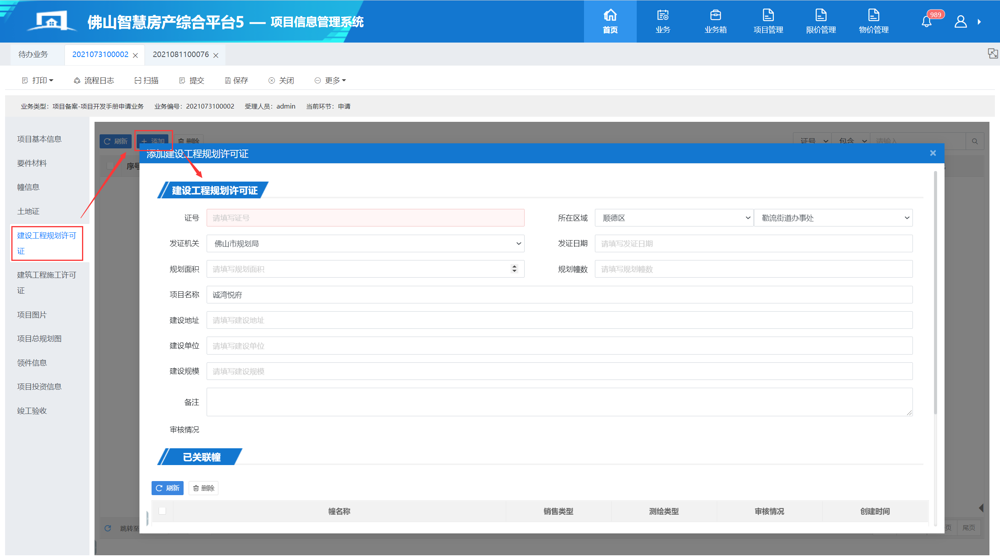 佛山智慧房产综合平台5 — 项目信息管理系统
首页
业务
业务箱
项目管理
限价管理
物价管理
989
待办业务
2021073100002
2021081100076
打印
流程日志
扫描
提交
保存
关闭
更多
业务类型：项目备案-项目开发手册申请业务 业务编号：2021073100002 受理人员：admin 当前环节：申请
项目基本信息
要件材料
幢信息
土地证
建设工程规划许可
证
建筑工程施工许可
证
项目图片
项目总规划图
领件信息
项目投资信息
竣工验收
刷新
添加
删除
证号
包含
请输入
序号
添加建设工程规划许可证
建设工程规划许可证
证号 请填写证号
所在区域 顺德区 勒流街道办事处
发证机关 佛山市规划局
发证日期 请填写发证日期
规划面积 请填写规划面积
规划幢数 请填写规划幢数
项目名称 诚湾悦府
建设地址 请填写建设地址
建设单位 请填写建设单位
建设规模 请填写建设规模
备注
审核情况
已关联幢
刷新
删除
幢名称 销售类型 测绘类型 审核情况 创建时间
跳转至
页
尾页